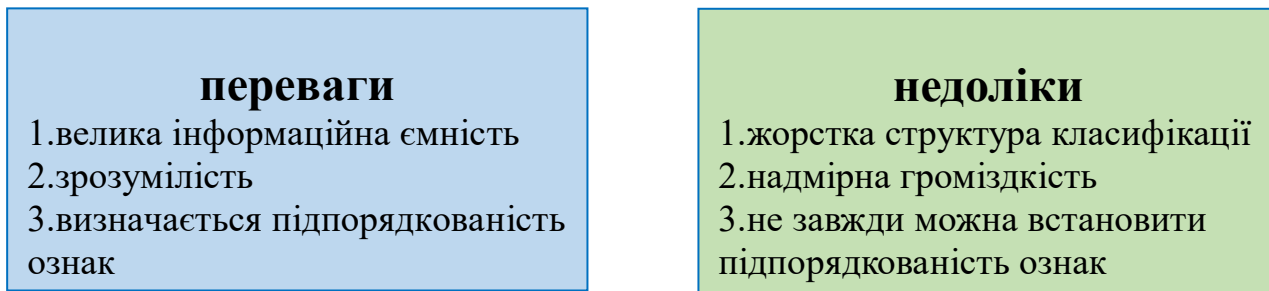 переваги
1.велика інформаційна ємність
2.зрозумілість
3.визначається підпорядкованість
ознак
недоліки
1.жорстка структура класифікації
2.надмірна громіздкість
3.не завжди можна встановити
підпорядкованість ознак